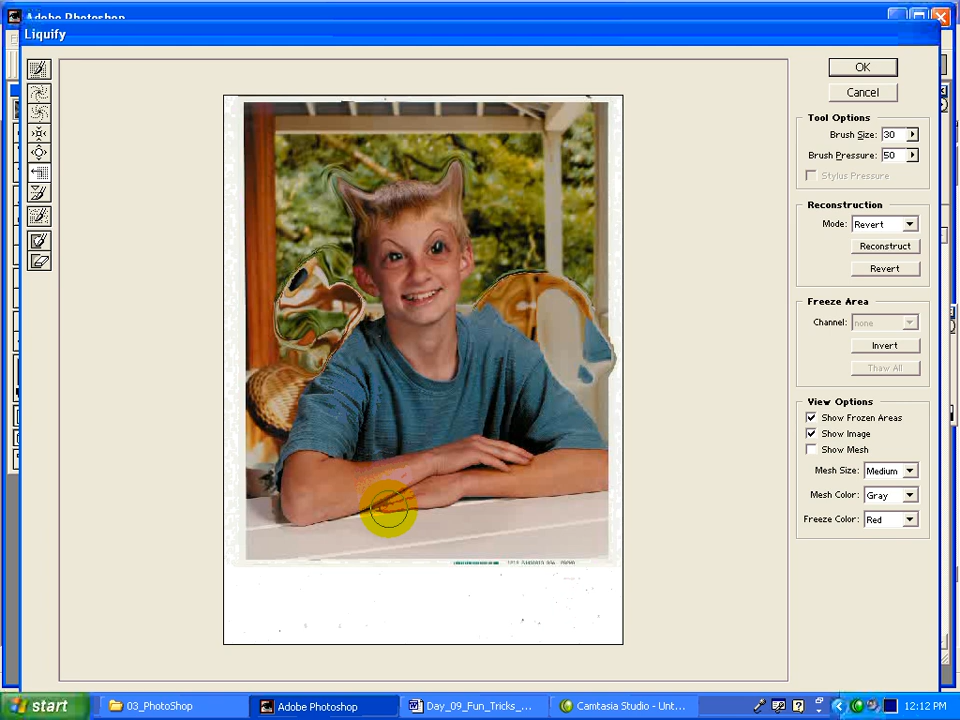 Adobe Photoshop
Liquify
OK
Cancel
Tool Options
Brush Size: 30
Brush Pressure: 50
Stylus Pressure
Reconstruction
Mode: Revert
Reconstruct
Revert
Freeze Area
Channel: none
Invert
Thaw All
View Options
Show Frozen Areas
Show Image
Show Mesh
Mesh Size: Medium
Mesh Color: Gray
Freeze Color: Red
start
03_PhotoShop
Adobe Photoshop
Day_09_Fun_Tricks_...
Camtasia Studio - Unt...
12:12 PM